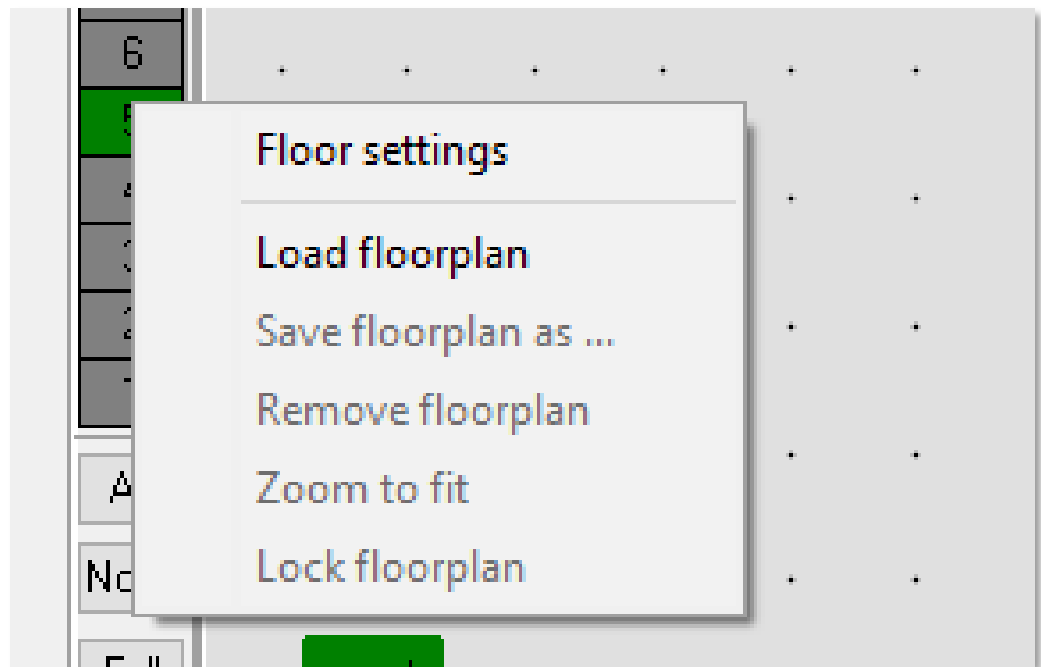 6
Floor settings
Load floorplan
Save floorplan as ...
Remove floorplan
Zoom to fit
Lock floorplan